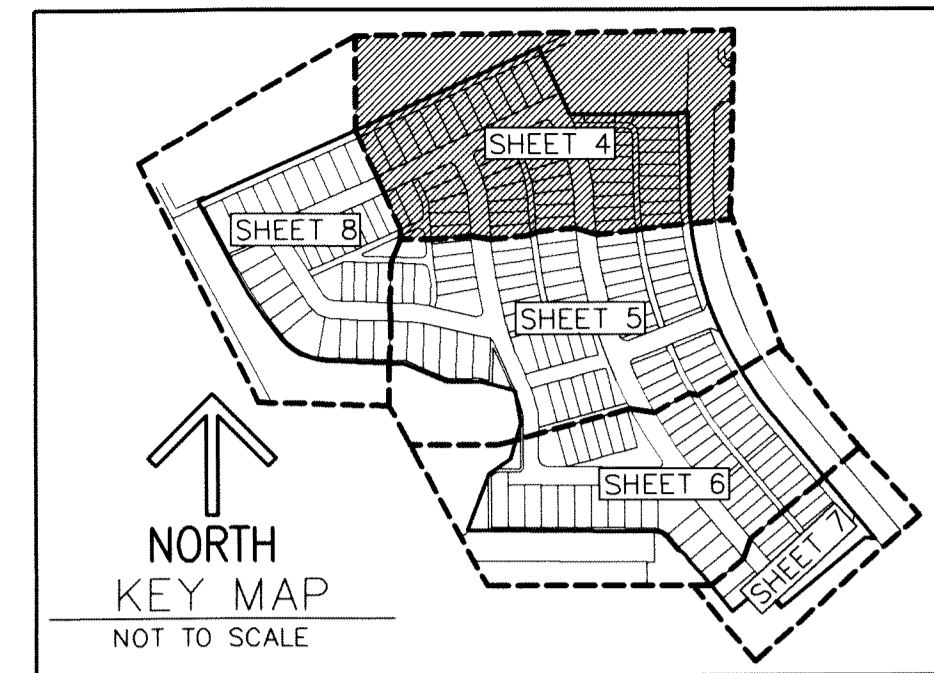 SHEET 4
SHEET 8
SHEET 5
SHEET 6
SHEET 7
NORTH
KEY MAP
NOT TO SCALE